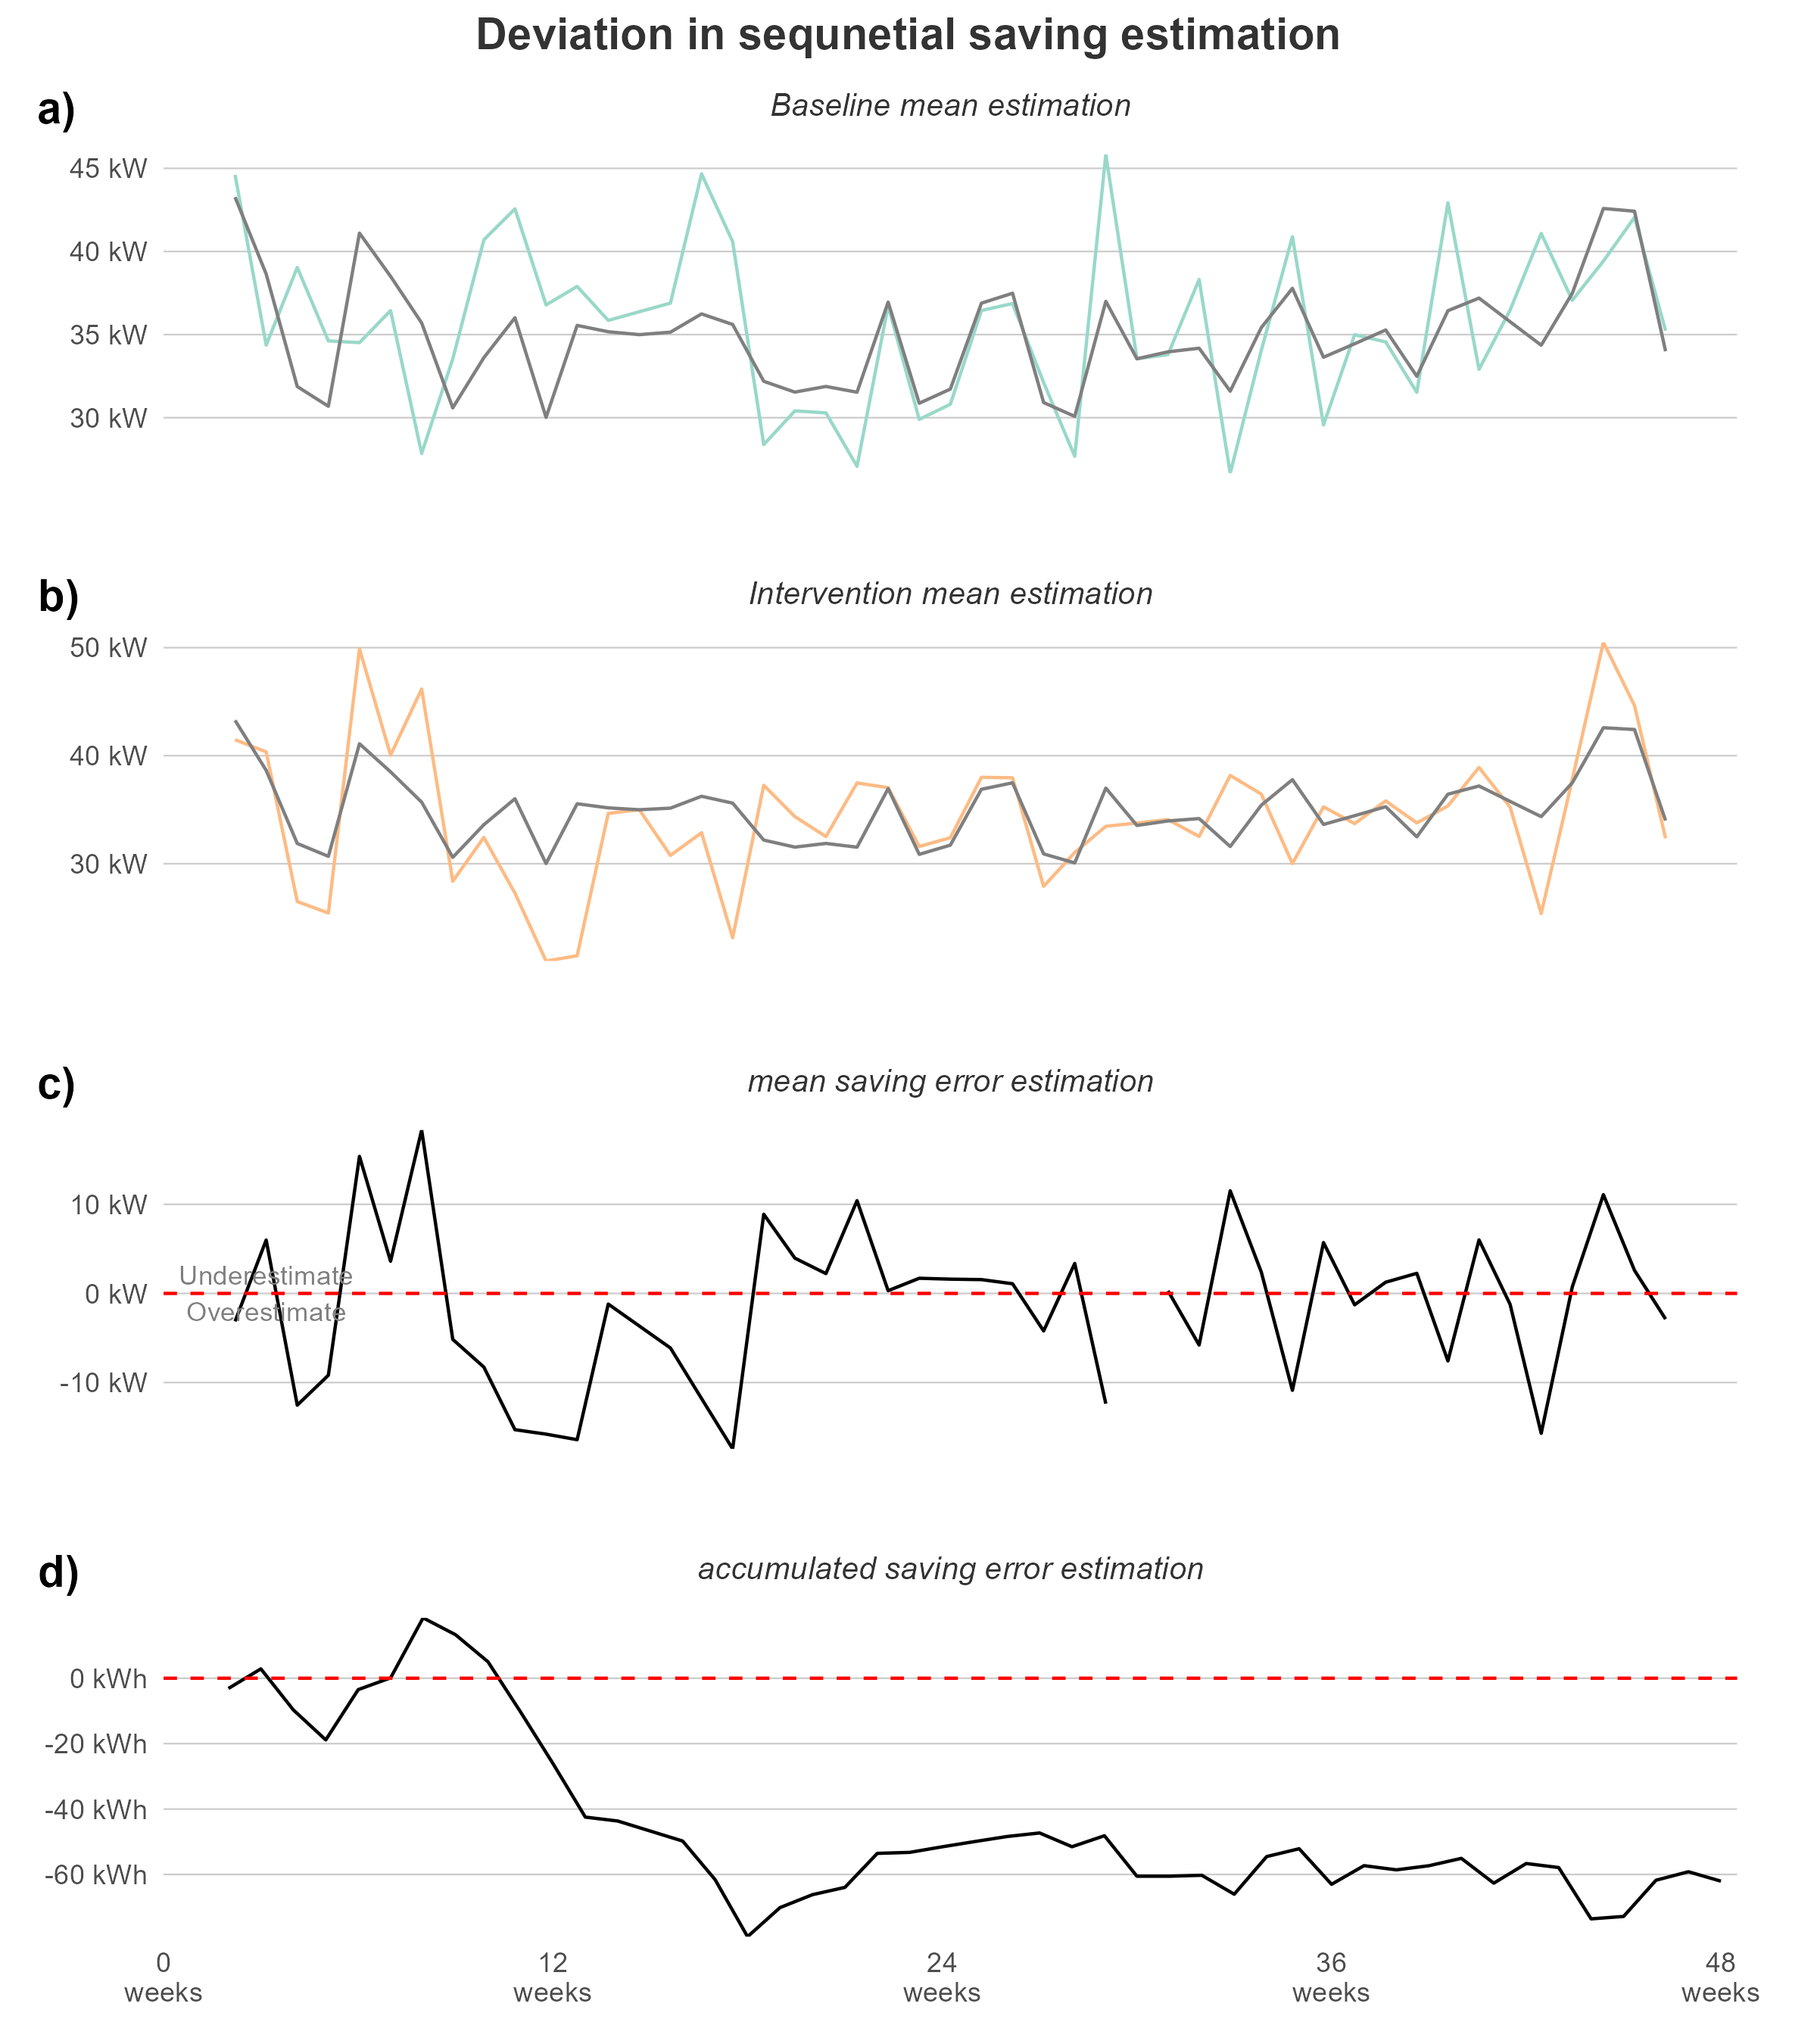 Deviation in sequnetial saving estimation
a)
Baseline mean estimation
45 kW
40 kW
35 kW
30 kW
b)
Intervention mean estimation
50 kW
40 kW
30 kW
c)
mean saving error estimation
10 kW
Underestimate
0 kW
Overestimate
-10 kW
d)
accumulated saving error estimation
0 kWh
-20 kWh
-40 kWh
-60 kWh
0 12 24 36 48
weeks weeks weeks weeks weeks